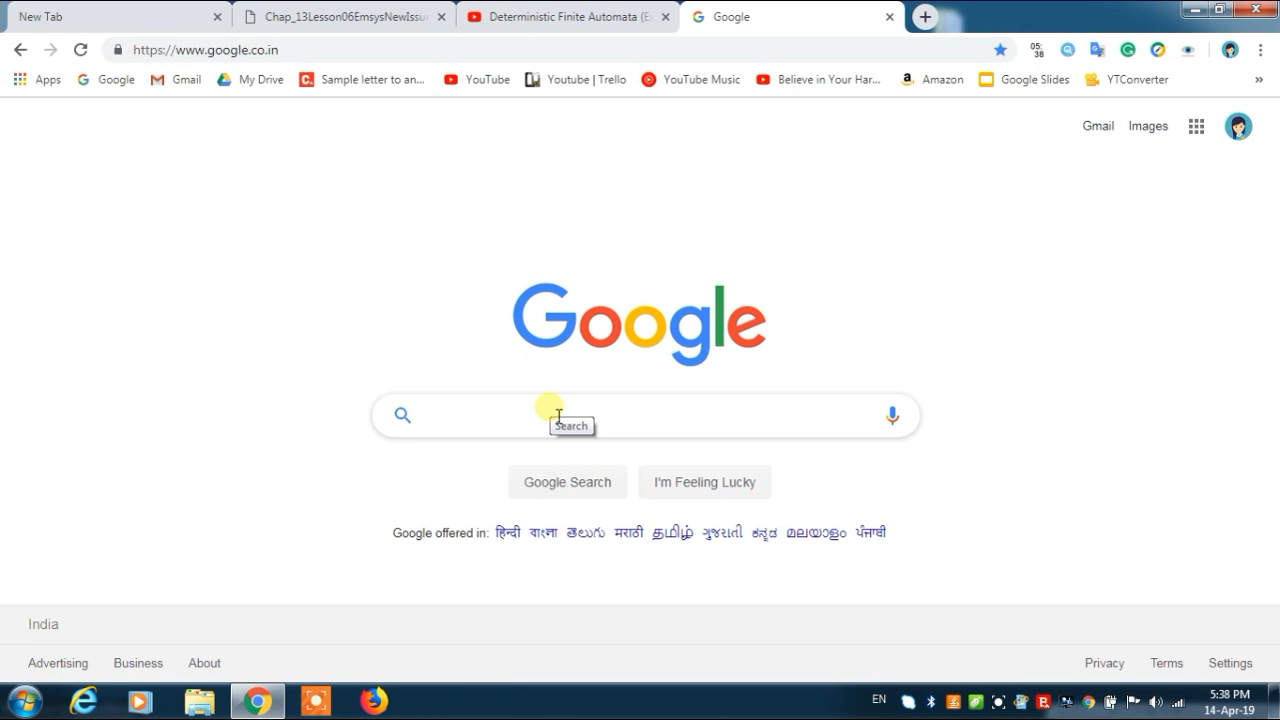 New Tab
Chap_13Lesson06EmsysNewIssu
Deterministic Finite Automata (E
Google
https://www.google.co.in
05:
38
Apps Google Gmail My Drive Sample letter to an... YouTube Youtube | Trello YouTube Music Believe in Your Har... Amazon Google Slides YTConverter »
Gmail Images
Google
Search
Google Search I'm Feeling Lucky
Google offered in: हिन्दी বাংলা తెలుగు मराठी தமிழ் ગુજરાતી ಕನ್ನಡ മലയാളം ਪੰਜਾਬੀ
India
Advertising Business About Privacy Terms Settings
EN
5:38 PM
14-Apr-19